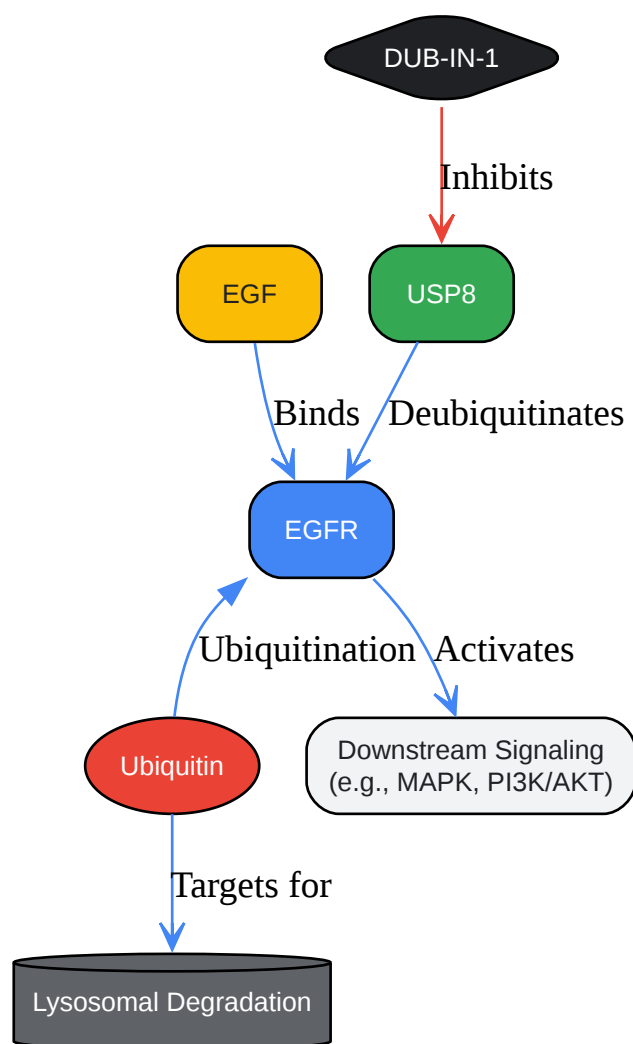 DUB-IN-1
Inhibits
EGF
USP8
Binds
Deubiquitinates
EGFR
Ubiquitination
Activates
Ubiquitin
Downstream Signaling
(e.g., MAPK, PI3K/AKT)
Targets for
Lysosomal Degradation